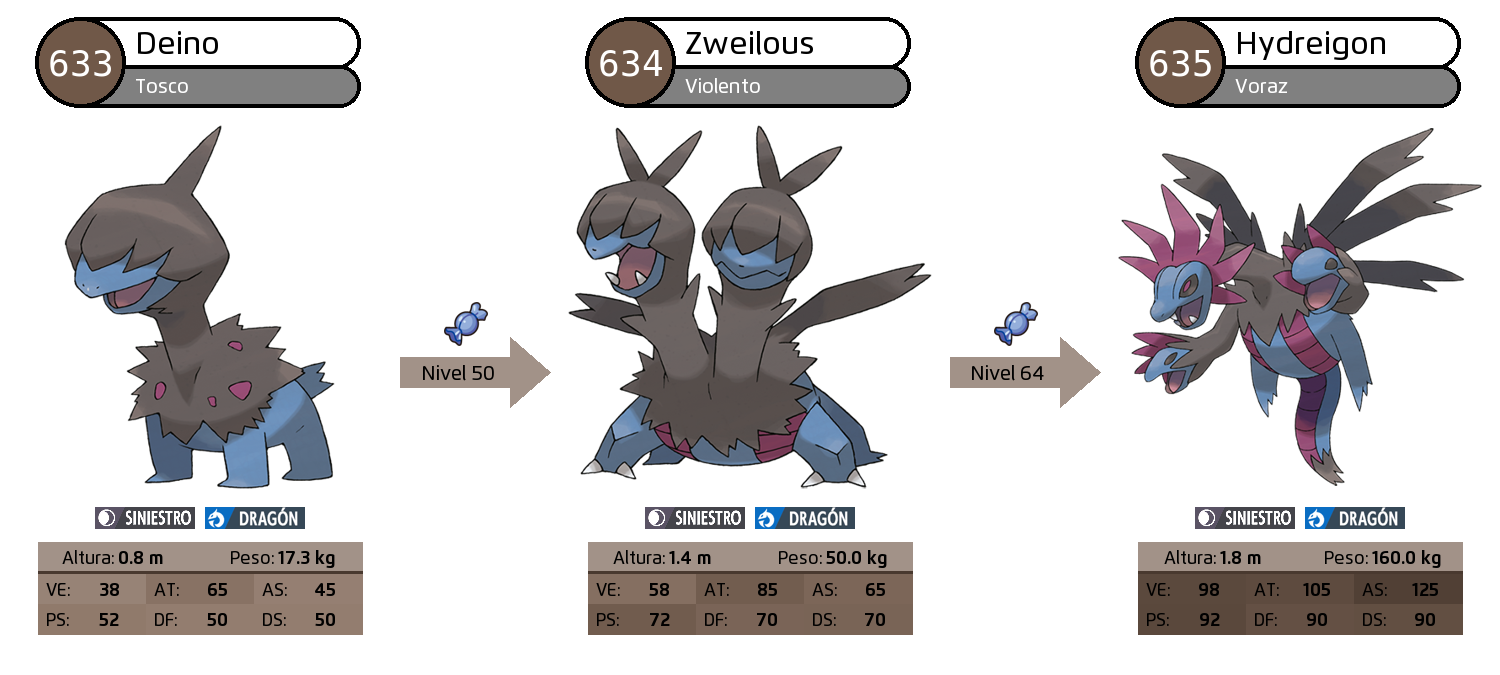 633 Deino
Tosco
634 Zweilous
Violento
635 Hydreigon
Voraz
Nivel 50
Nivel 64
SINIESTRO DRAGÓN
SINIESTRO DRAGÓN
SINIESTRO DRAGÓN
Altura: 0.8 m Peso: 17.3 kg
VE: 38 AT: 65 AS: 45
PS: 52 DF: 50 DS: 50
Altura: 1.4 m Peso: 50.0 kg
VE: 58 AT: 85 AS: 65
PS: 72 DF: 70 DS: 70
Altura: 1.8 m Peso: 160.0 kg
VE: 98 AT: 105 AS: 125
PS: 92 DF: 90 DS: 90